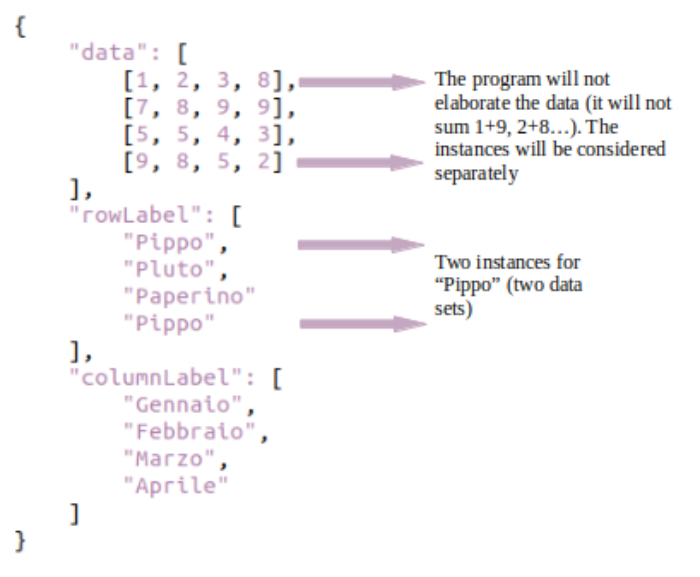 {
"data": [
[1, 2, 3, 8],
[7, 8, 9, 9],
[5, 5, 4, 3],
[9, 8, 5, 2]
],
The program will not
elaborate the data (it will not
sum 1+9, 2+8…). The
instances will be considered
separately
"rowLabel": [
"Pippo",
"Pluto",
"Paperino"
"Pippo"
],
Two instances for
“Pippo” (two data
sets)
"columnLabel": [
"Gennaio",
"Febbraio",
"Marzo",
"Aprile"
]
}